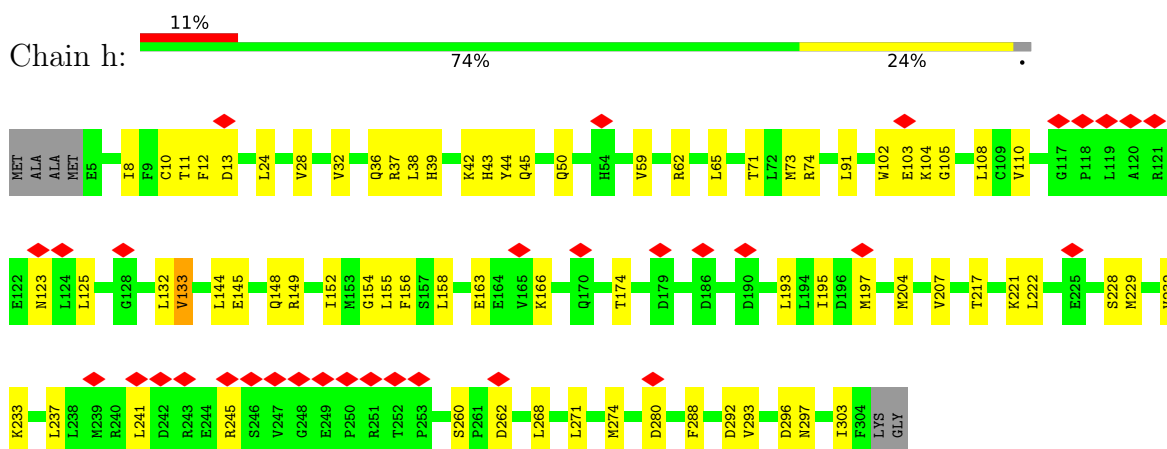 11%
Chain h:
74%
24%
•
MET ALA ALA MET E5 I8 F9 C10 T11 F12 D13 L24 V28 V32 Q36 R37 L38 H39 K42 H43 Y44 Q45 Q50 H54 V59 R62 L65 T71 L72 M73 R74 L91 W102 E103 K104 G105 L108 C109 V110 G117 P118 L119 A120 R121
E122 N123 L124 L125 G128 L132 V133 L144 E145 Q148 R149 I152 M153 G154 L155 F156 S157 L158 E163 E164 V165 K166 Q170 T174 D179 D186 D190 L193 L194 I195 D196 M197 M204 V207 T217 K221 L222 E225 S228 M229
K233 L237 L238 M239 R240 L241 D242 R243 E244 R245 S246 V247 G248 E249 P250 R251 T252 P253 S260 P261 D262 L268 L271 M274 D280 F288 D292 V293 D296 N297 I303 F304 LYS GLY